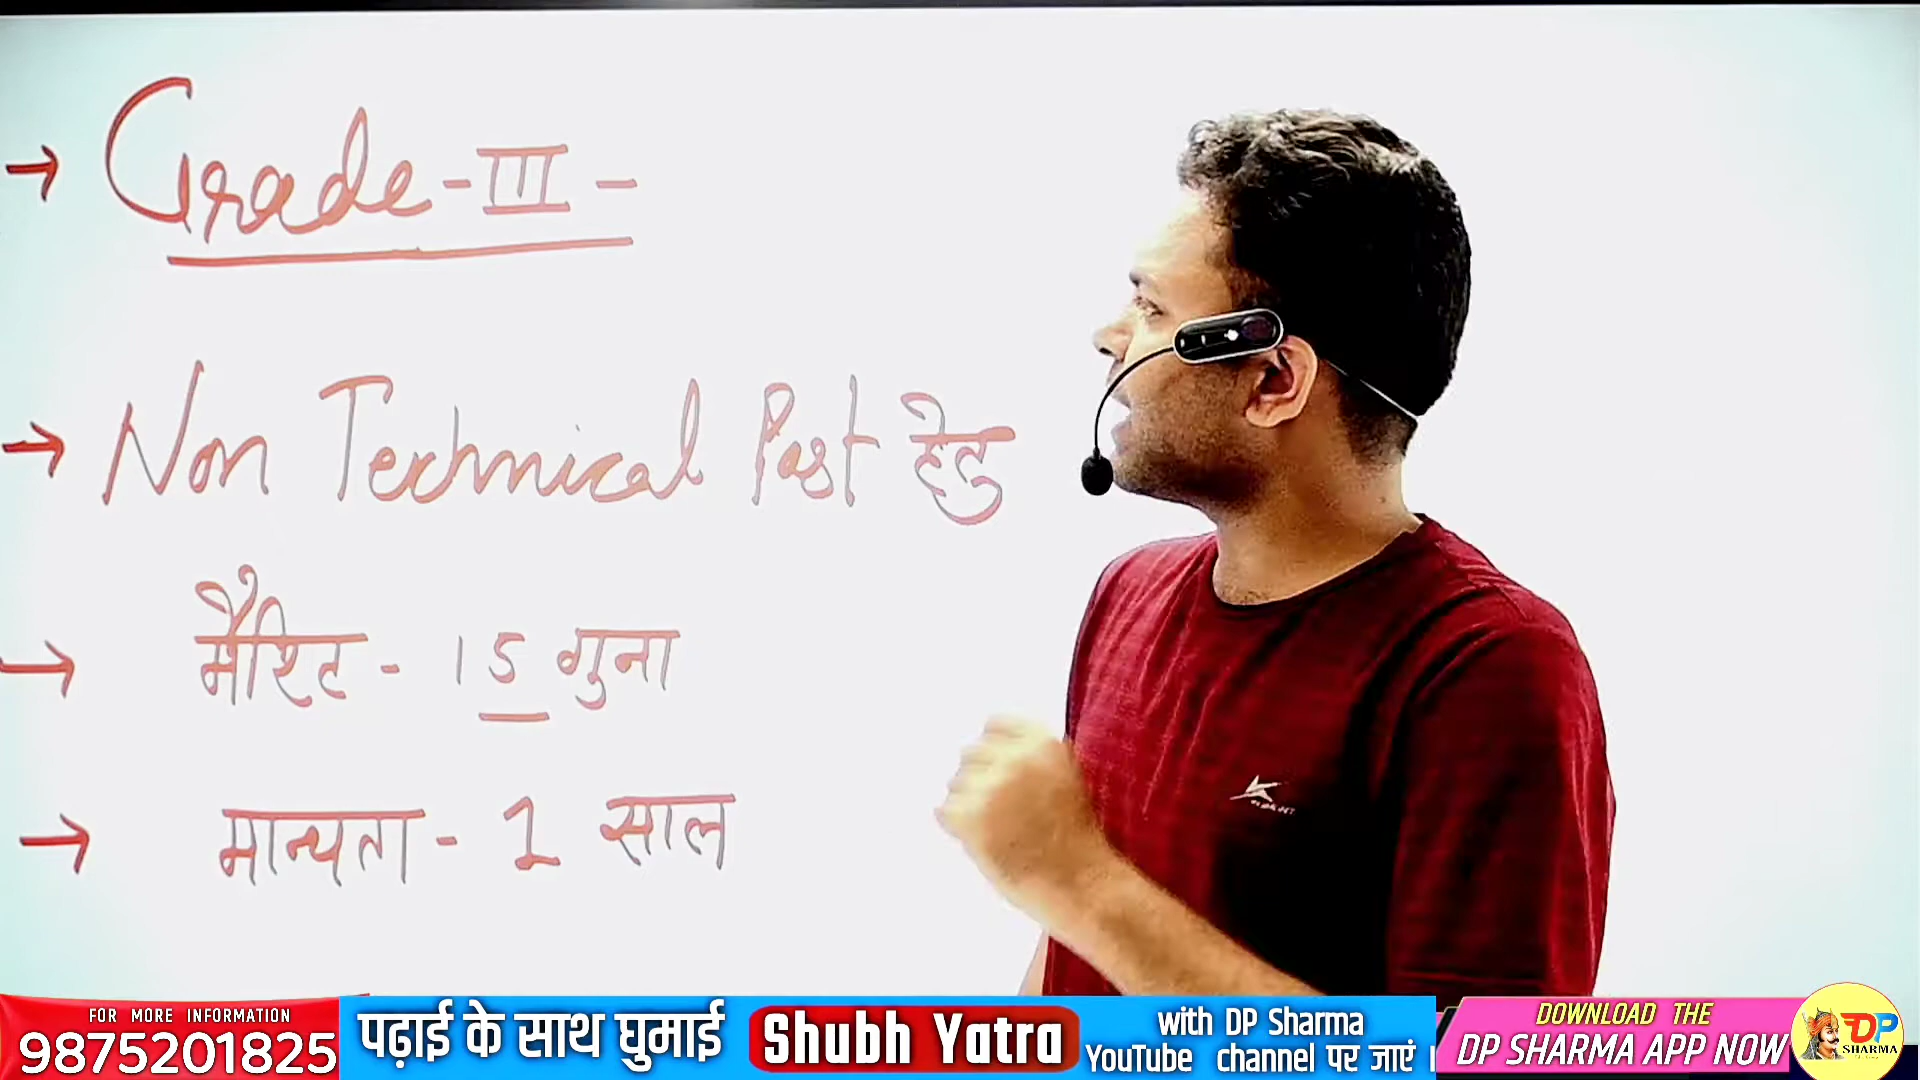 → Grade-III-
→ Non Technical Post हेतु
→ मैरिट - 15 गुना
→ मान्यता - 1 साल
FOR MORE INFORMATION
9875201825
पढ़ाई के साथ घुमाई
Shubh Yatra
with DP Sharma
YouTube channel पर जाएं ।
DOWNLOAD THE
DP SHARMA APP NOW
DP
SHARMA